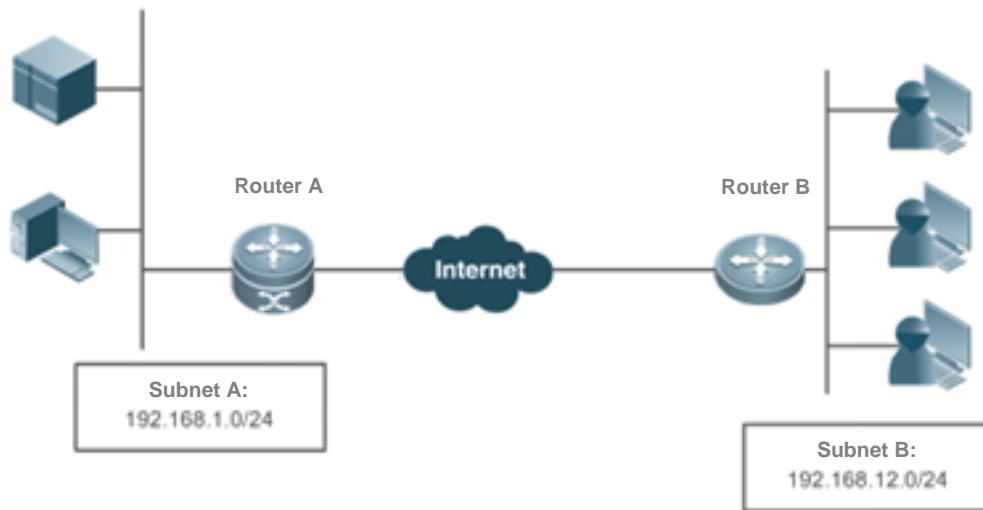 Router A
Router B
Internet
Subnet A:
192.168.1.0/24
Subnet B:
192.168.12.0/24